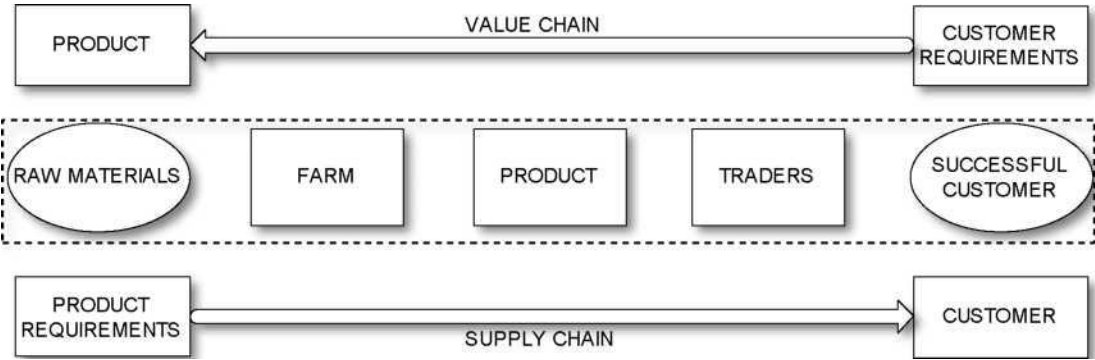 VALUE CHAIN
PRODUCT
CUSTOMER
REQUIREMENTS
RAW MATERIALS
FARM
PRODUCT
TRADERS
SUCCESSFUL
CUSTOMER
PRODUCT
REQUIREMENTS
CUSTOMER
SUPPLY CHAIN